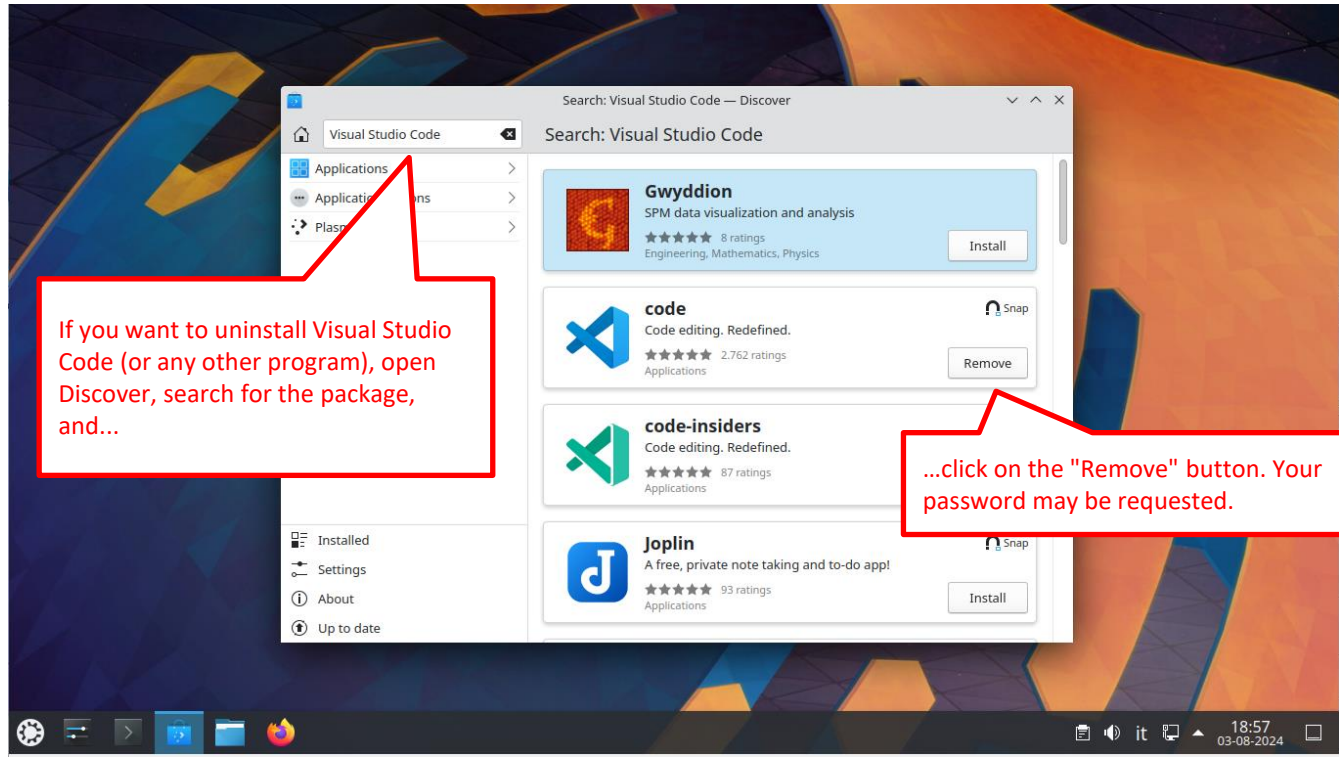 Search: Visual Studio Code — Discover
Visual Studio Code
Search: Visual Studio Code
Applications
Plasm
Gwyddion
SPM data visualization and analysis
8 ratings
Engineering, Mathematics, Physics
Install
code
Snap
Code editing. Redefined.
2.762 ratings
Applications
Remove
code-insiders
Code editing. Redefined.
87 ratings
Applications
Joplin
Snap
A free, private note taking and to-do app!
93 ratings
Applications
Install
If you want to uninstall Visual Studio
Code (or any other program), open
Discover, search for the package,
and...
...click on the "Remove" button. Your
password may be requested.
Installed
Settings
About
Up to date
it
18:57
03-08-2024